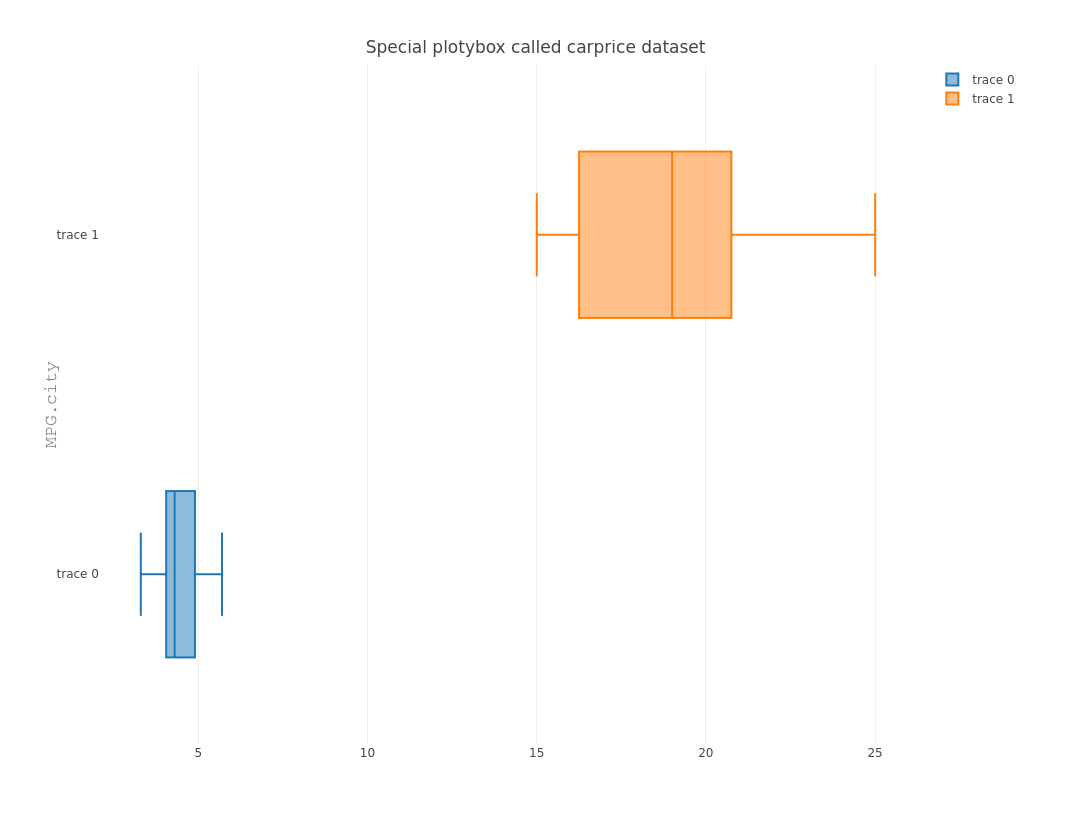 Special plotybox called carprice dataset
trace 0
trace 1
trace 1
MPG.city
trace 0
5
10
15
20
25